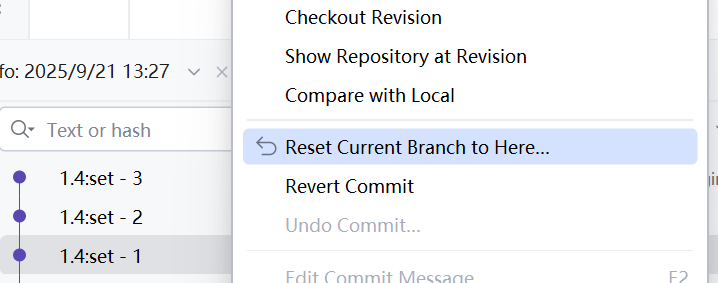 Checkout Revision
Show Repository at Revision
fo: 2025/9/21 13:27
Compare with Local
Text or hash
Reset Current Branch to Here...
1.4:set - 3
Revert Commit
1.4:set - 2
Undo Commit...
1.4:set - 1
Edit Commit Message F2